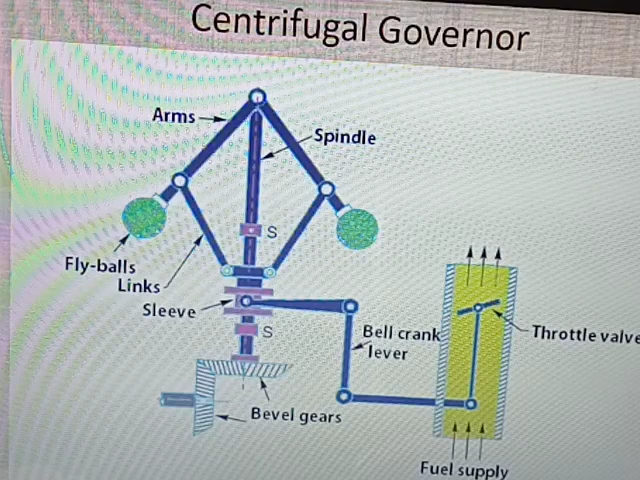 Centrifugal Governor
Arms
Spindle
S
Fly-balls
Links
Sleeve
S
Bell crank
lever
Throttle valve
Bevel gears
Fuel supply